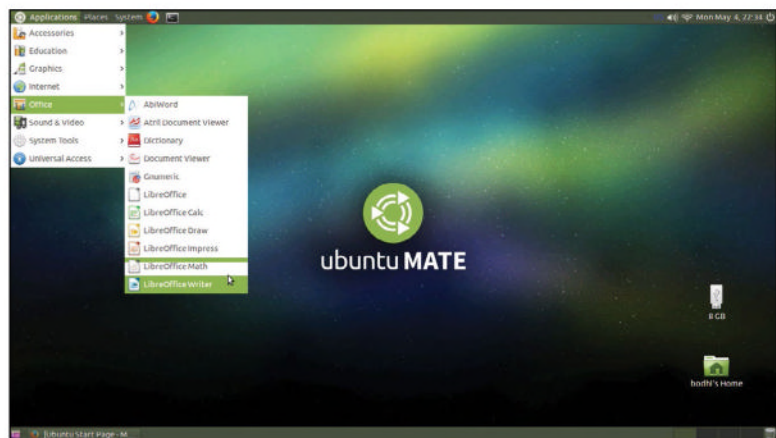 Applications Places System
Mon May 4, 22:34
Accessories
Education
Graphics
Internet
Office
Sound & Video
System Tools
Universal Access
AbiWord
Atril Document Viewer
Dictionary
Document Viewer
Gnumeric
LibreOffice
LibreOffice Calc
LibreOffice Draw
LibreOffice Impress
LibreOffice Math
LibreOffice Writer
ubuntu MATE
8 GB
bodhi's Home
[Ubuntu Start Page - M